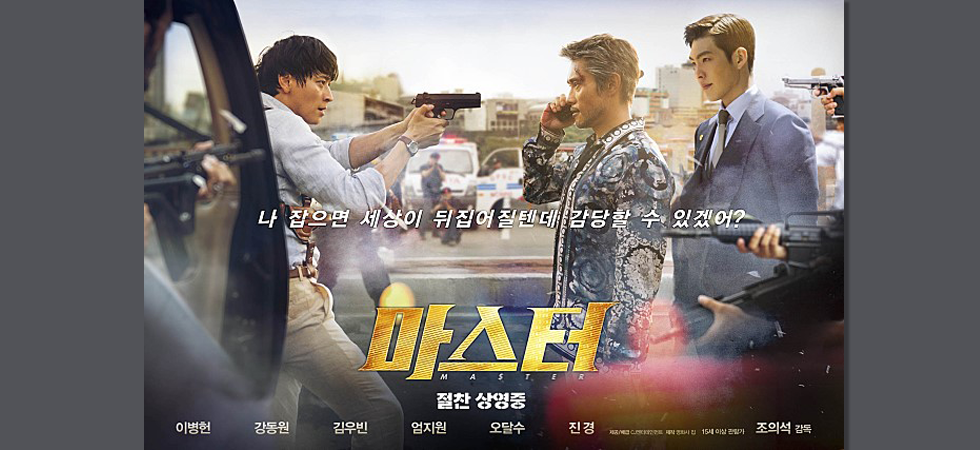 나 잡으면 세상이 뒤집어질텐데 감당할 수 있겠어?
마스터
MASTER
절찬 상영중
이병헌 강동원 김우빈 엄지원 오달수 진 경 15세 이상 관람가 조의석 감독